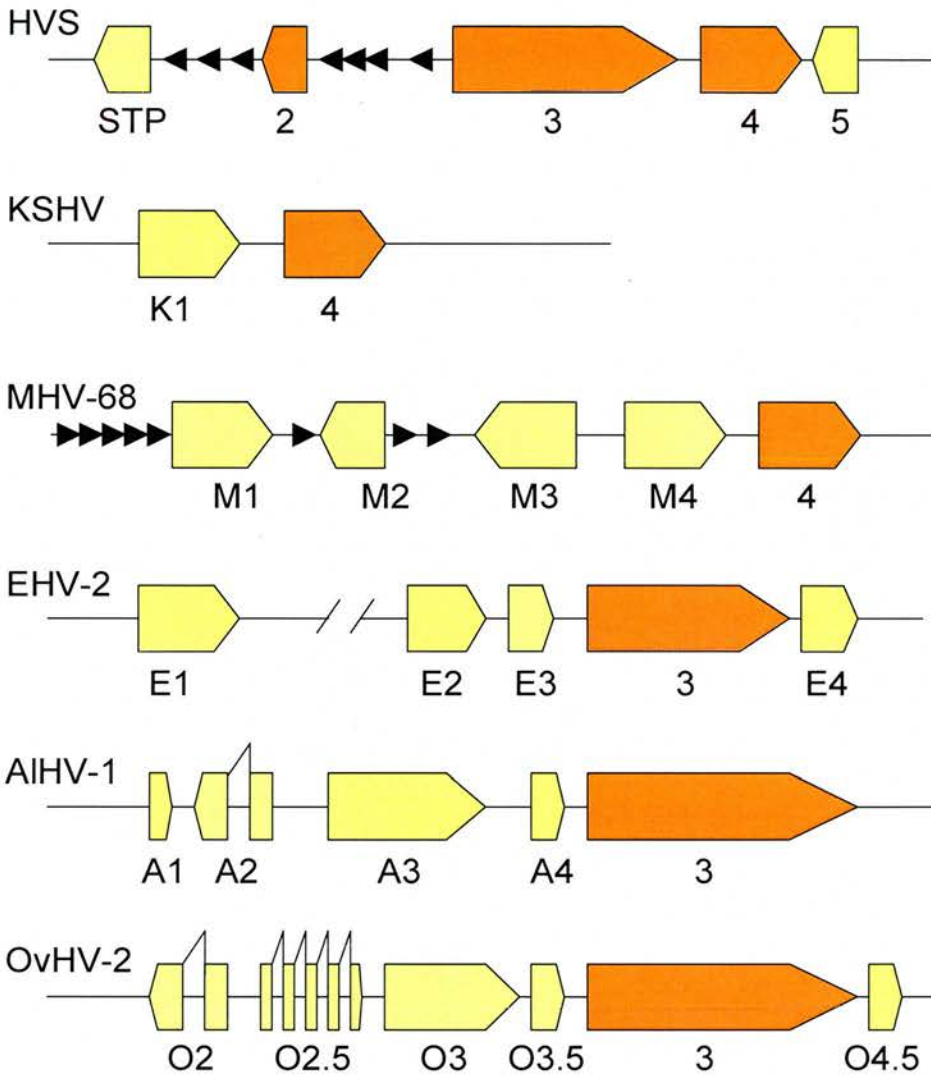 HVS
STP 2 3 4 5
KSHV
K1 4
MHV-68
M1 M2 M3 M4 4
EHV-2
E1 E2 E3 3 E4
AlHV-1
A1 A2 A3 A4 3
OvHV-2
O2 O2.5 O3 O3.5 3 O4.5